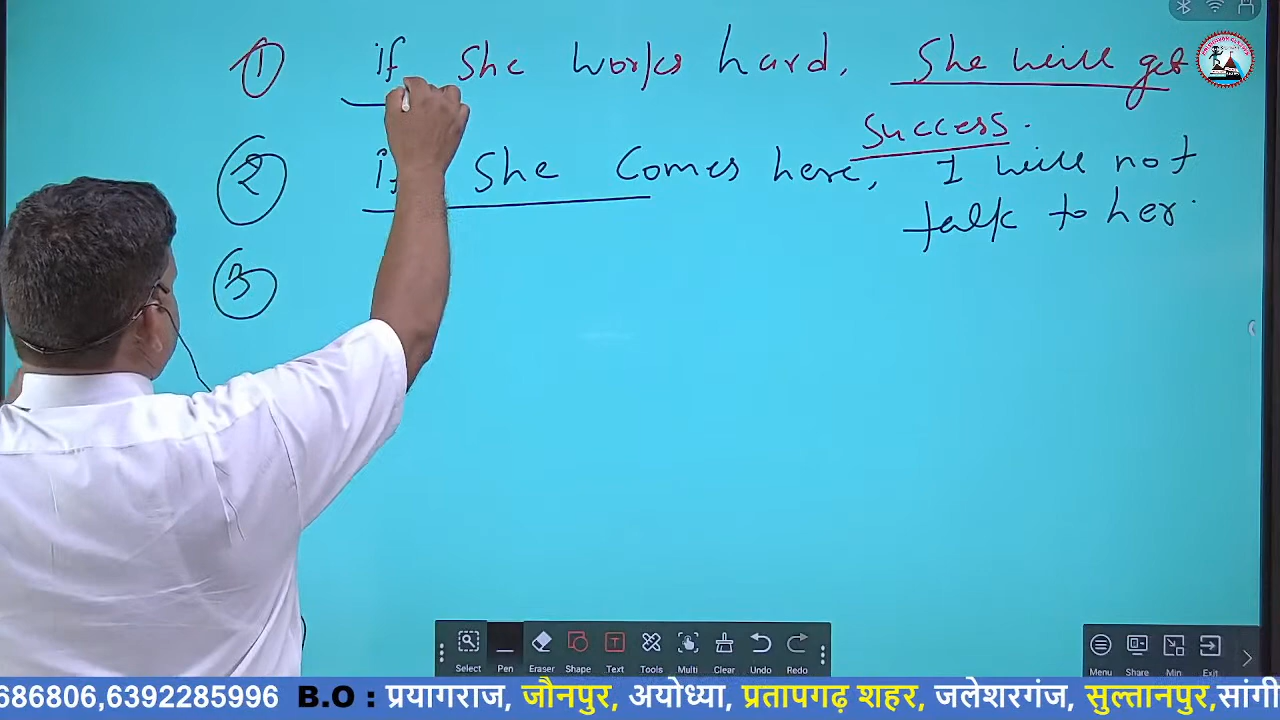 ① if She works hard, She will get
Success.
② if She Comes here, I will not
talk to her.
③
Select Pen Eraser Shape Text Tools Multi Clear Undo Redo
Menu Share Min Exit
686806,6392285996 B.O : प्रयागराज, जौनपुर, अयोध्या, प्रतापगढ़ शहर, जलेशरगंज, सुल्तानपुर,सांगी